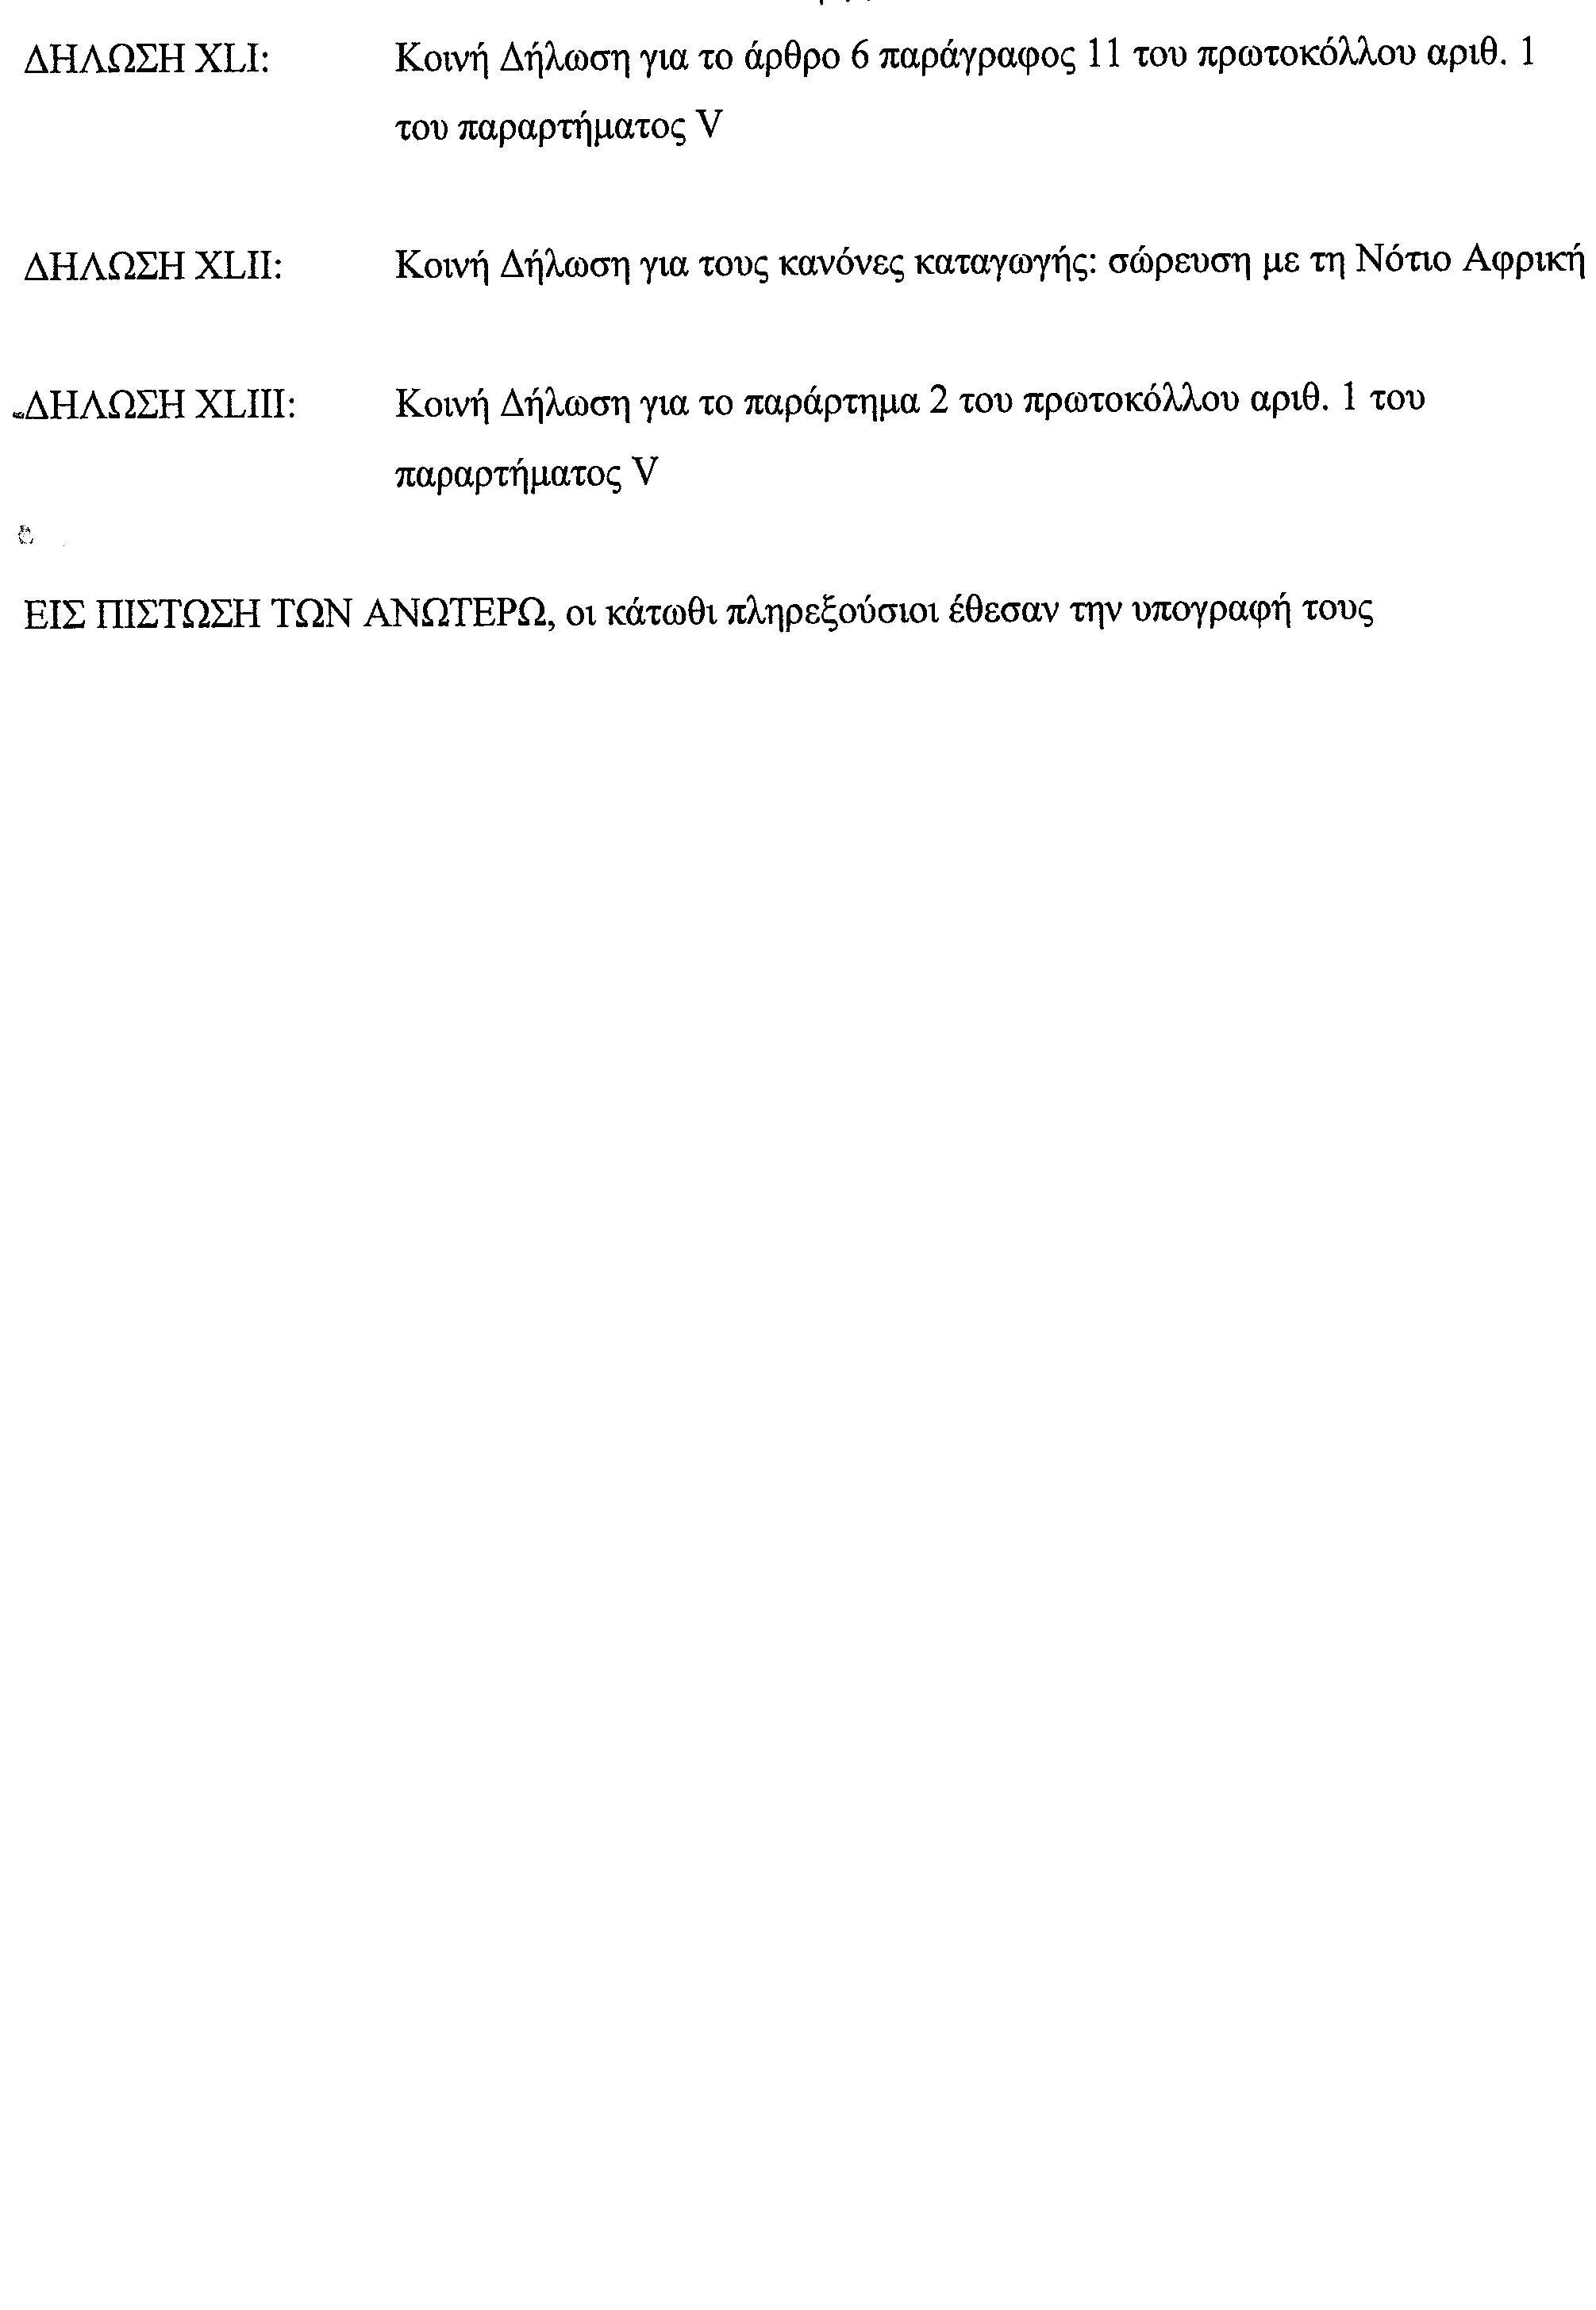 ΔΗΛΩΣΗ XLI: Κοινή Δήλωση για το άρθρο 6 παράγραφος 11 του πρωτοκόλλου αριθ. 1
του παραρτήματος V
ΔΗΛΩΣΗ XLII: Κοινή Δήλωση για τους κανόνες καταγωγής: σώρευση με τη Νότιο Αφρική
ΔΗΛΩΣΗ XLIII: Κοινή Δήλωση για το παράρτημα 2 του πρωτοκόλλου αριθ. 1 του
παραρτήματος V
ΕΙΣ ΠΙΣΤΩΣΗ ΤΩΝ ΑΝΩΤΕΡΩ, οι κάτωθι πληρεξούσιοι έθεσαν την υπογραφή τους